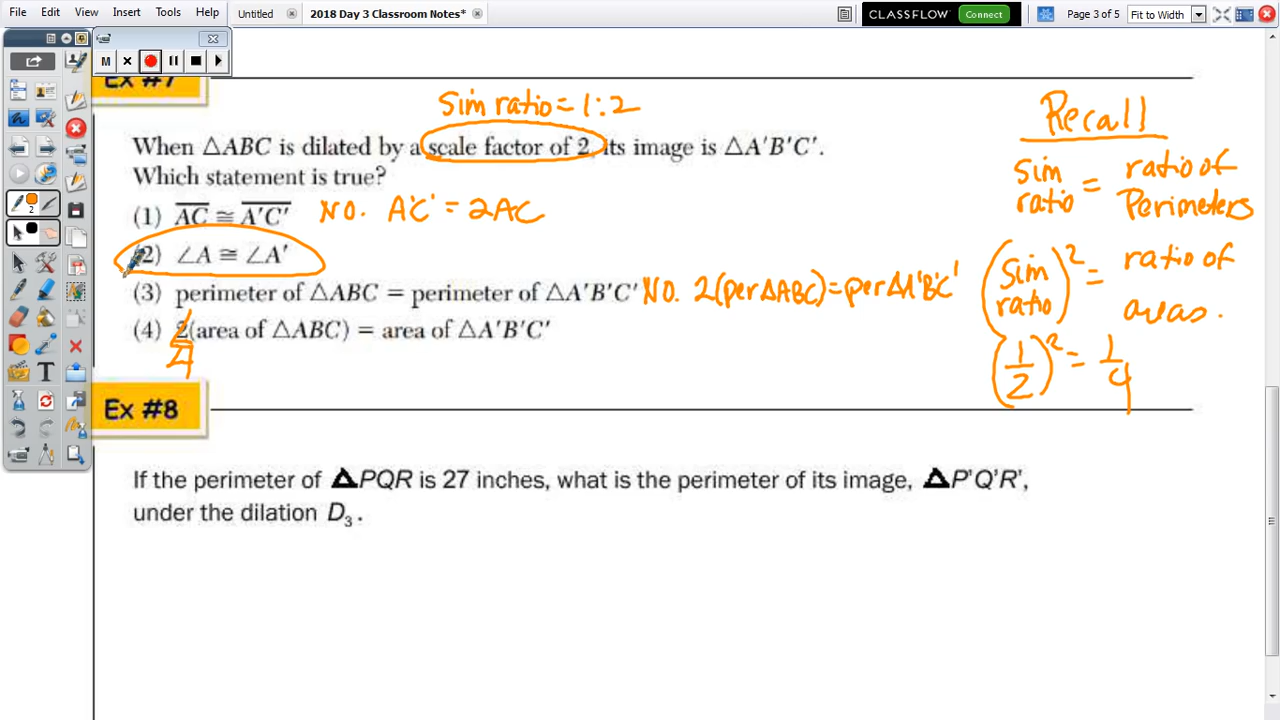 File Edit View Insert Tools Help Untitled 2018 Day 3 Classroom Notes* CLASSFLOW Connect Page 3 of 5 Fit to Width
M
Ex #7
Sim ratio = 1:2
When △ABC is dilated by a scale factor of 2, its image is △A′B′C′.
Which statement is true?
(1) AC ≅ A′C′ NO. A'C' = 2AC
(2) ∠A ≅ ∠A′
(3) perimeter of △ABC = perimeter of △A′B′C′ NO. 2(per△ABC)=per△A'B'C'
(4) 2(area of △ABC) = area of △A′B′C′
4
Recall
sim ratio = ratio of Perimeters
(sim ratio)² = ratio of areas.
(1/2)² = 1/4
Ex #8
If the perimeter of △PQR is 27 inches, what is the perimeter of its image, △P'Q'R',
under the dilation D₃.
2
T